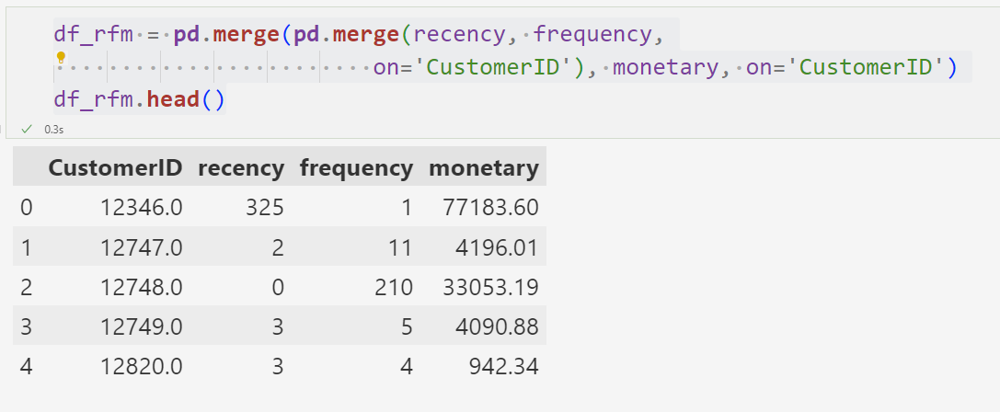 df_rfm = pd.merge(pd.merge(recency, frequency,
on='CustomerID'), monetary, on='CustomerID')
df_rfm.head()
✓ 0.3s
CustomerID recency frequency monetary
0 12346.0 325 1 77183.60
1 12747.0 2 11 4196.01
2 12748.0 0 210 33053.19
3 12749.0 3 5 4090.88
4 12820.0 3 4 942.34